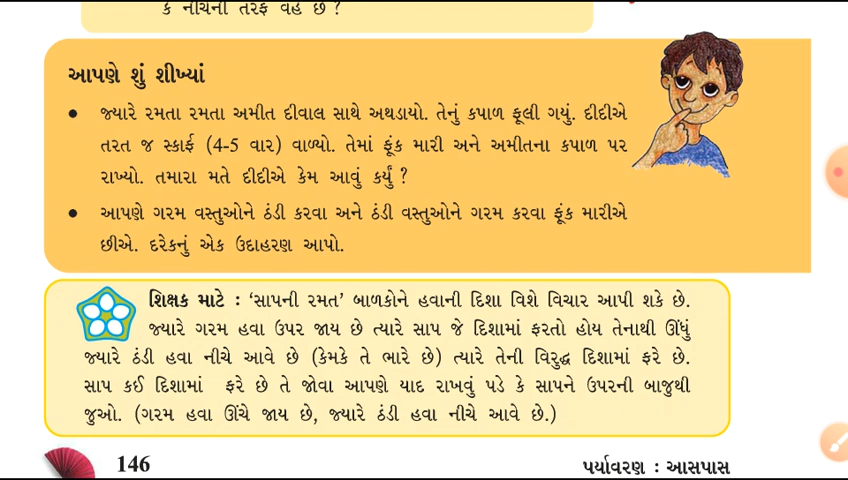 કે નીચેની તરફ વહે છે ?
આપણે શું શીખ્યાં
• જ્યારે રમતા રમતા અમીત દીવાલ સાથે અથડાયો. તેનું કપાળ ફૂલી ગયું. દીદીએ
તરત જ સ્કાર્ફ (4-5 વાર) વાળ્યો. તેમાં ફૂંક મારી અને અમીતના કપાળ પર
રાખ્યો. તમારા મતે દીદીએ કેમ આવું કર્યું ?
• આપણે ગરમ વસ્તુઓને ઠંડી કરવા અને ઠંડી વસ્તુઓને ગરમ કરવા ફૂંક મારીએ
છીએ. દરેકનું એક ઉદાહરણ આપો.
શિક્ષક માટે : ‘સાપની રમત’ બાળકોને હવાની દિશા વિશે વિચાર આપી શકે છે.
જ્યારે ગરમ હવા ઉપર જાય છે ત્યારે સાપ જે દિશામાં ફરતો હોય તેનાથી ઊંધું
જ્યારે ઠંડી હવા નીચે આવે છે (કેમકે તે ભારે છે) ત્યારે તેની વિરુદ્ધ દિશામાં ફરે છે.
સાપ કઈ દિશામાં ફરે છે તે જોવા આપણે યાદ રાખવું પડે કે સાપને ઉપરની બાજુથી
જુઓ. (ગરમ હવા ઊંચે જાય છે, જ્યારે ઠંડી હવા નીચે આવે છે.)
146
પર્યાવરણ : આસપાસ